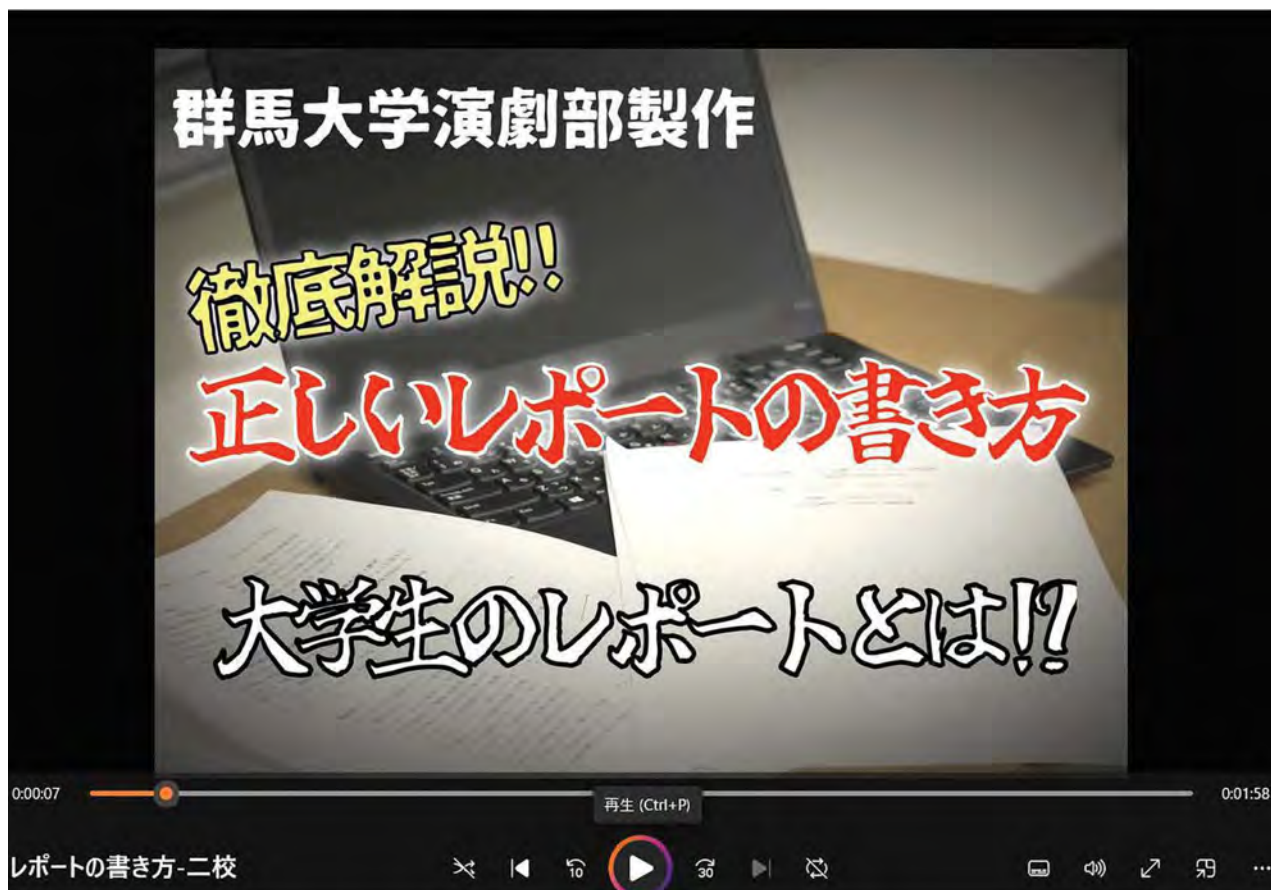 群馬大学演劇部製作
徹底解説!!
正しいレポートの書き方
大学生のレポートとは!?
0:00:07
再生 (Ctrl+P)
0:01:58
レポートの書き方-二校
10
30